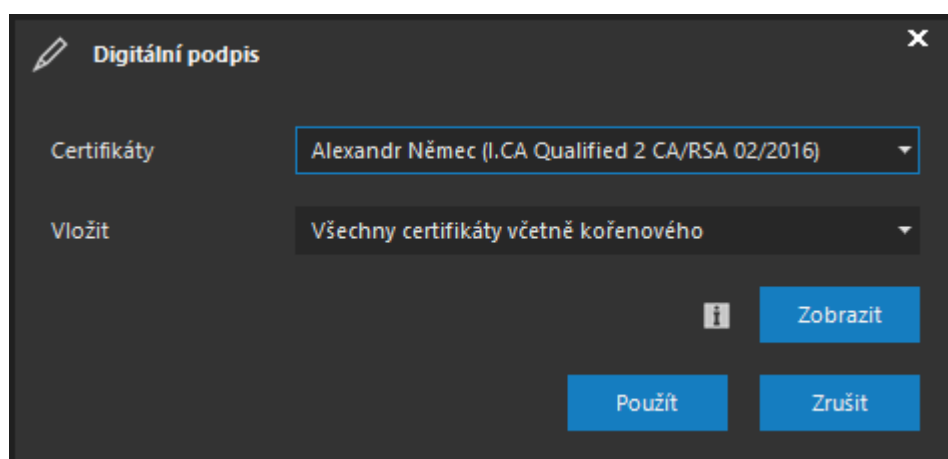 Digitální podpis
Certifikáty
Alexandr Němec (I.CA Qualified 2 CA/RSA 02/2016)
Vložit
Všechny certifikáty včetně kořenového
Zobrazit
Použít
Zrušit